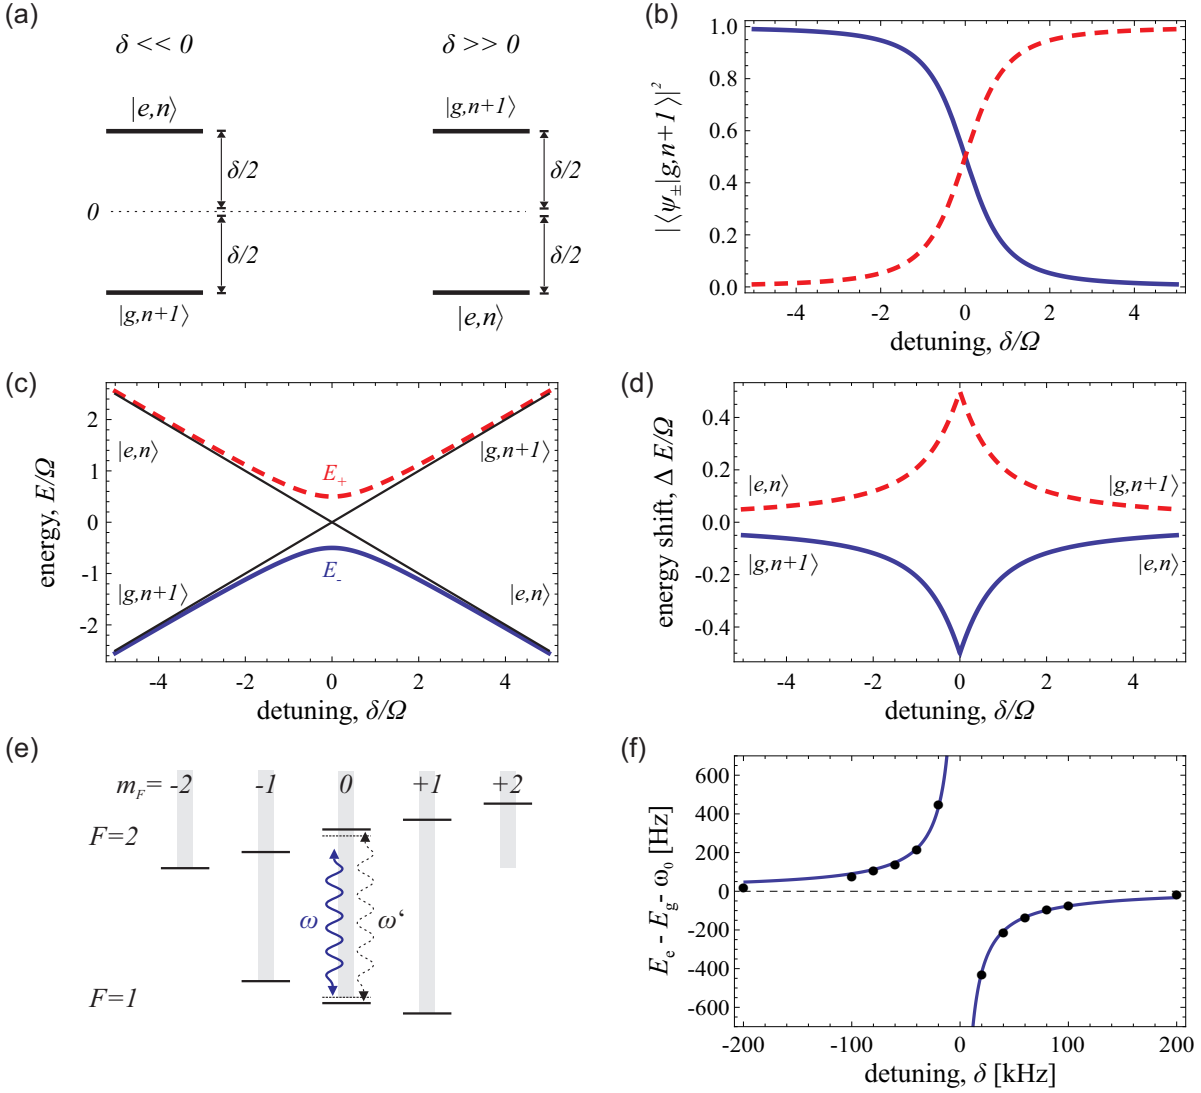 (a)
δ << 0
δ >> 0
|e,n⟩
|g,n+1⟩
δ/2
δ/2
0
δ/2
δ/2
|g,n+1⟩
|e,n⟩
(b)
|⟨ψ±|g,n+1⟩|²
1.0
0.8
0.6
0.4
0.2
0.0
-4 -2 0 2 4
detuning, δ/Ω
(c)
energy, E/Ω
2
1
0
-1
-2
|e,n⟩
|g,n+1⟩
E+
E-
|g,n+1⟩
|e,n⟩
-4 -2 0 2 4
detuning, δ/Ω
(d)
energy shift, Δ E/Ω
0.4
0.2
0.0
-0.2
-0.4
|e,n⟩
|g,n+1⟩
|g,n+1⟩
|e,n⟩
-4 -2 0 2 4
detuning, δ/Ω
(e)
mF= -2 -1 0 +1 +2
F=2
ω
ω‘
F=1
(f)
Ee - Eg - ω0 [Hz]
600
400
200
0
-200
-400
-600
-200 -100 0 100 200
detuning, δ [kHz]